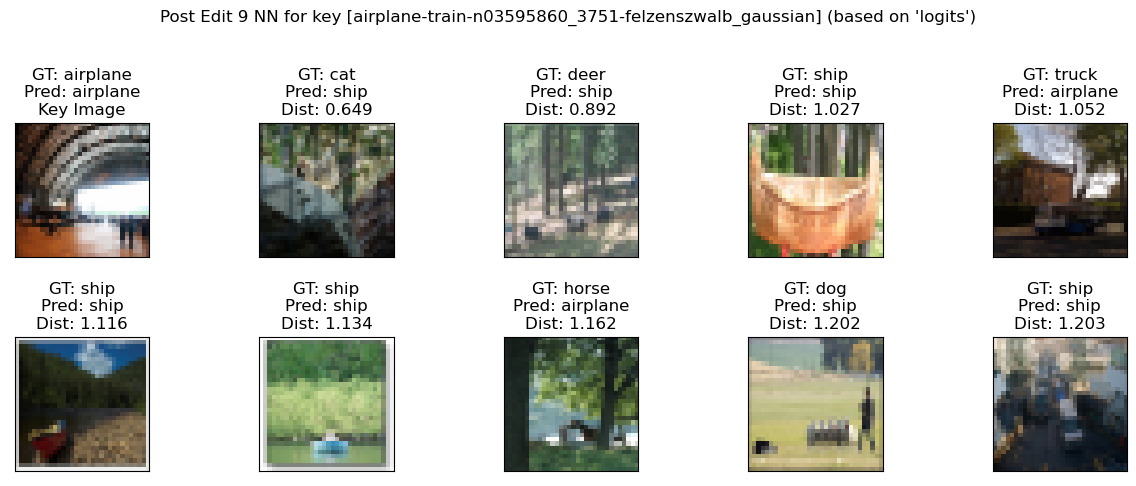 Post Edit 9 NN for key [airplane-train-n03595860_3751-felzenszwalb_gaussian] (based on 'logits')
GT: airplane
Pred: airplane
Key Image
GT: cat
Pred: ship
Dist: 0.649
GT: deer
Pred: ship
Dist: 0.892
GT: ship
Pred: ship
Dist: 1.027
GT: truck
Pred: airplane
Dist: 1.052
GT: ship
Pred: ship
Dist: 1.116
GT: ship
Pred: ship
Dist: 1.134
GT: horse
Pred: airplane
Dist: 1.162
GT: dog
Pred: ship
Dist: 1.202
GT: ship
Pred: ship
Dist: 1.203